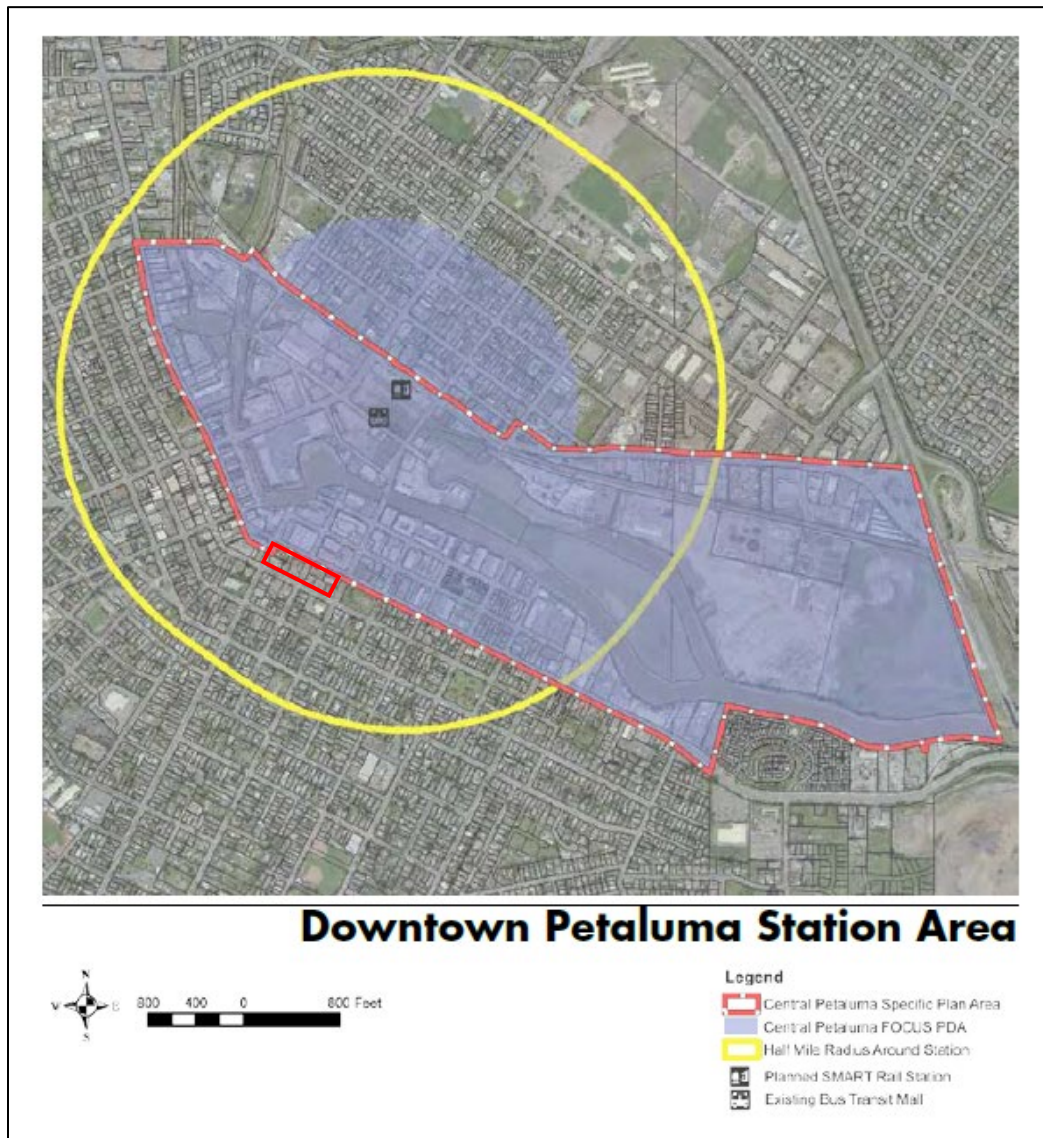 Downtown Petaluma Station Area
N
W
E
S
800 400 0 800 Feet
Legend
Central Petaluma Specific Plan Area
Central Petaluma FOCUS PDA
Half Mile Radius Around Station
Planned SMART Rail Station
Existing Bus Transit Mall